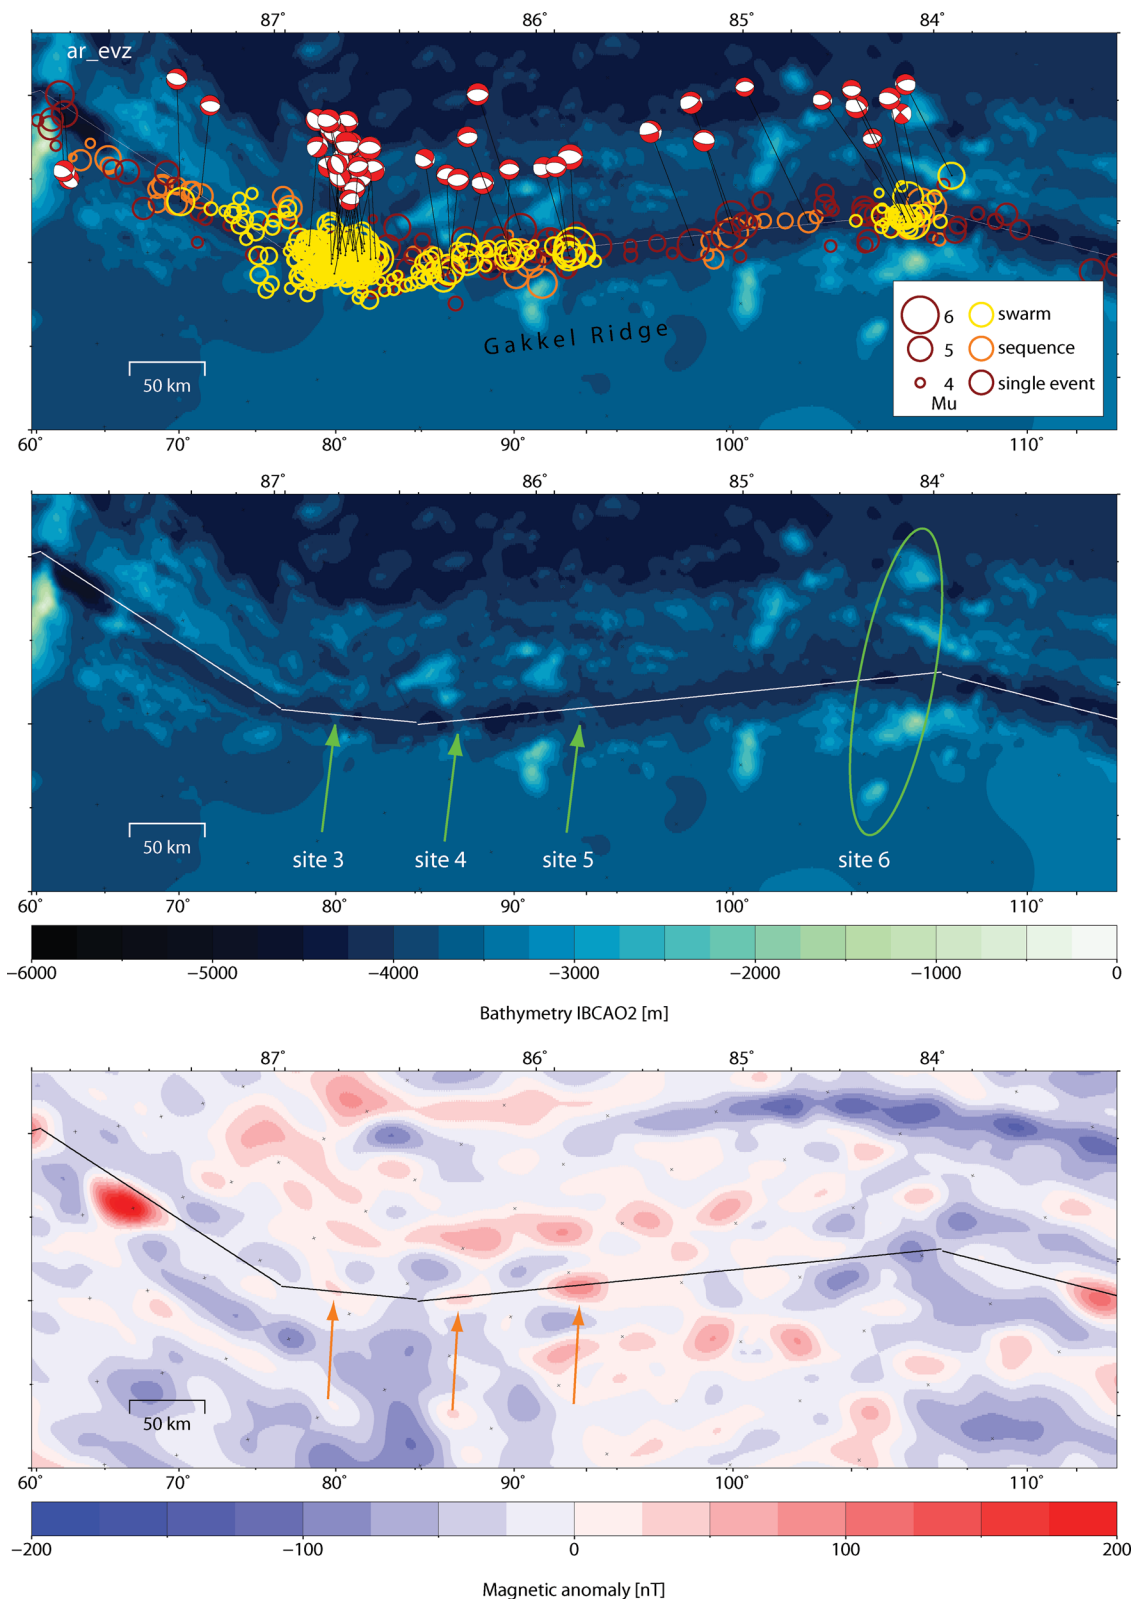 87° 86° 85° 84°
ar_evz
Gakkel Ridge
6 swarm
5 sequence
4 single event
Mu
50 km
60° 70° 80° 90° 100° 110°
87° 86° 85° 84°
50 km
site 3 site 4 site 5 site 6
60° 70° 80° 90° 100° 110°
−6000 −5000 −4000 −3000 −2000 −1000 0
Bathymetry IBCAO2 [m]
87° 86° 85° 84°
50 km
60° 70° 80° 90° 100° 110°
−200 −100 0 100 200
Magnetic anomaly [nT]